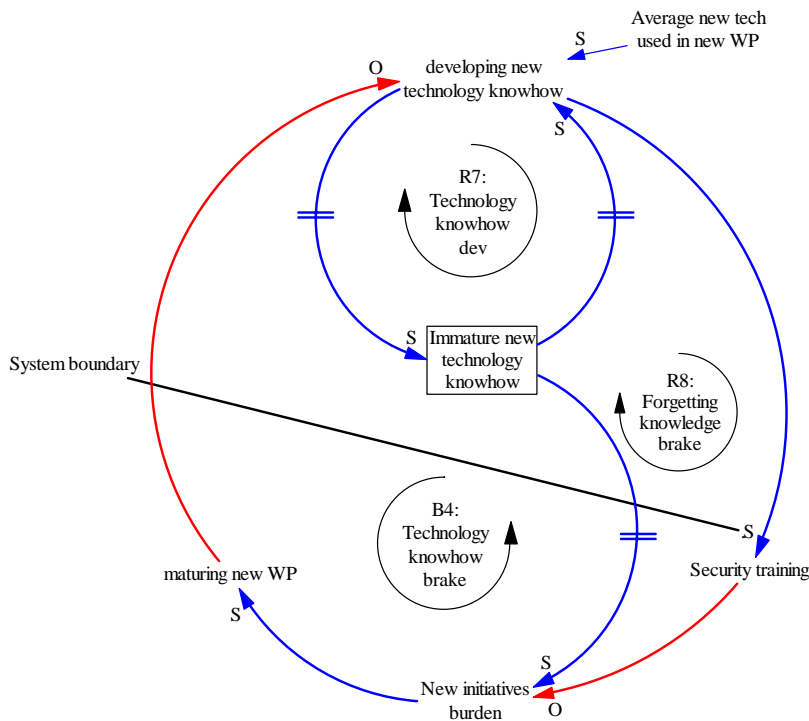 Average new tech
used in new WP
S
O
developing new
technology knowhow
S
R7:
Technology
knowhow
dev
S
Immature new
technology
knowhow
System boundary
R8:
Forgetting
knowledge
brake
B4:
Technology
knowhow
brake
S
maturing new WP
Security training
S
S
New initiatives
burden
O